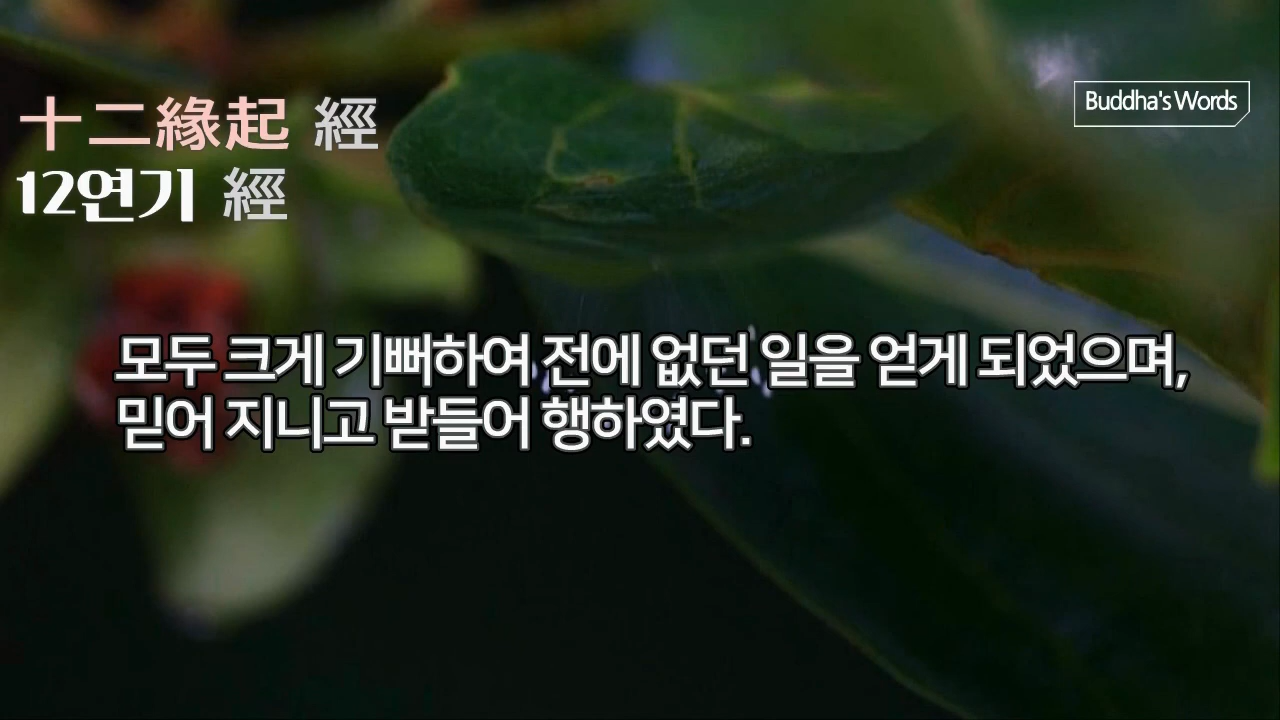 十二緣起 經
12연기 經
Buddha's Words
모두 크게 기뻐하여 전에 없던 일을 얻게 되었으며,
믿어 지니고 받들어 행하였다.